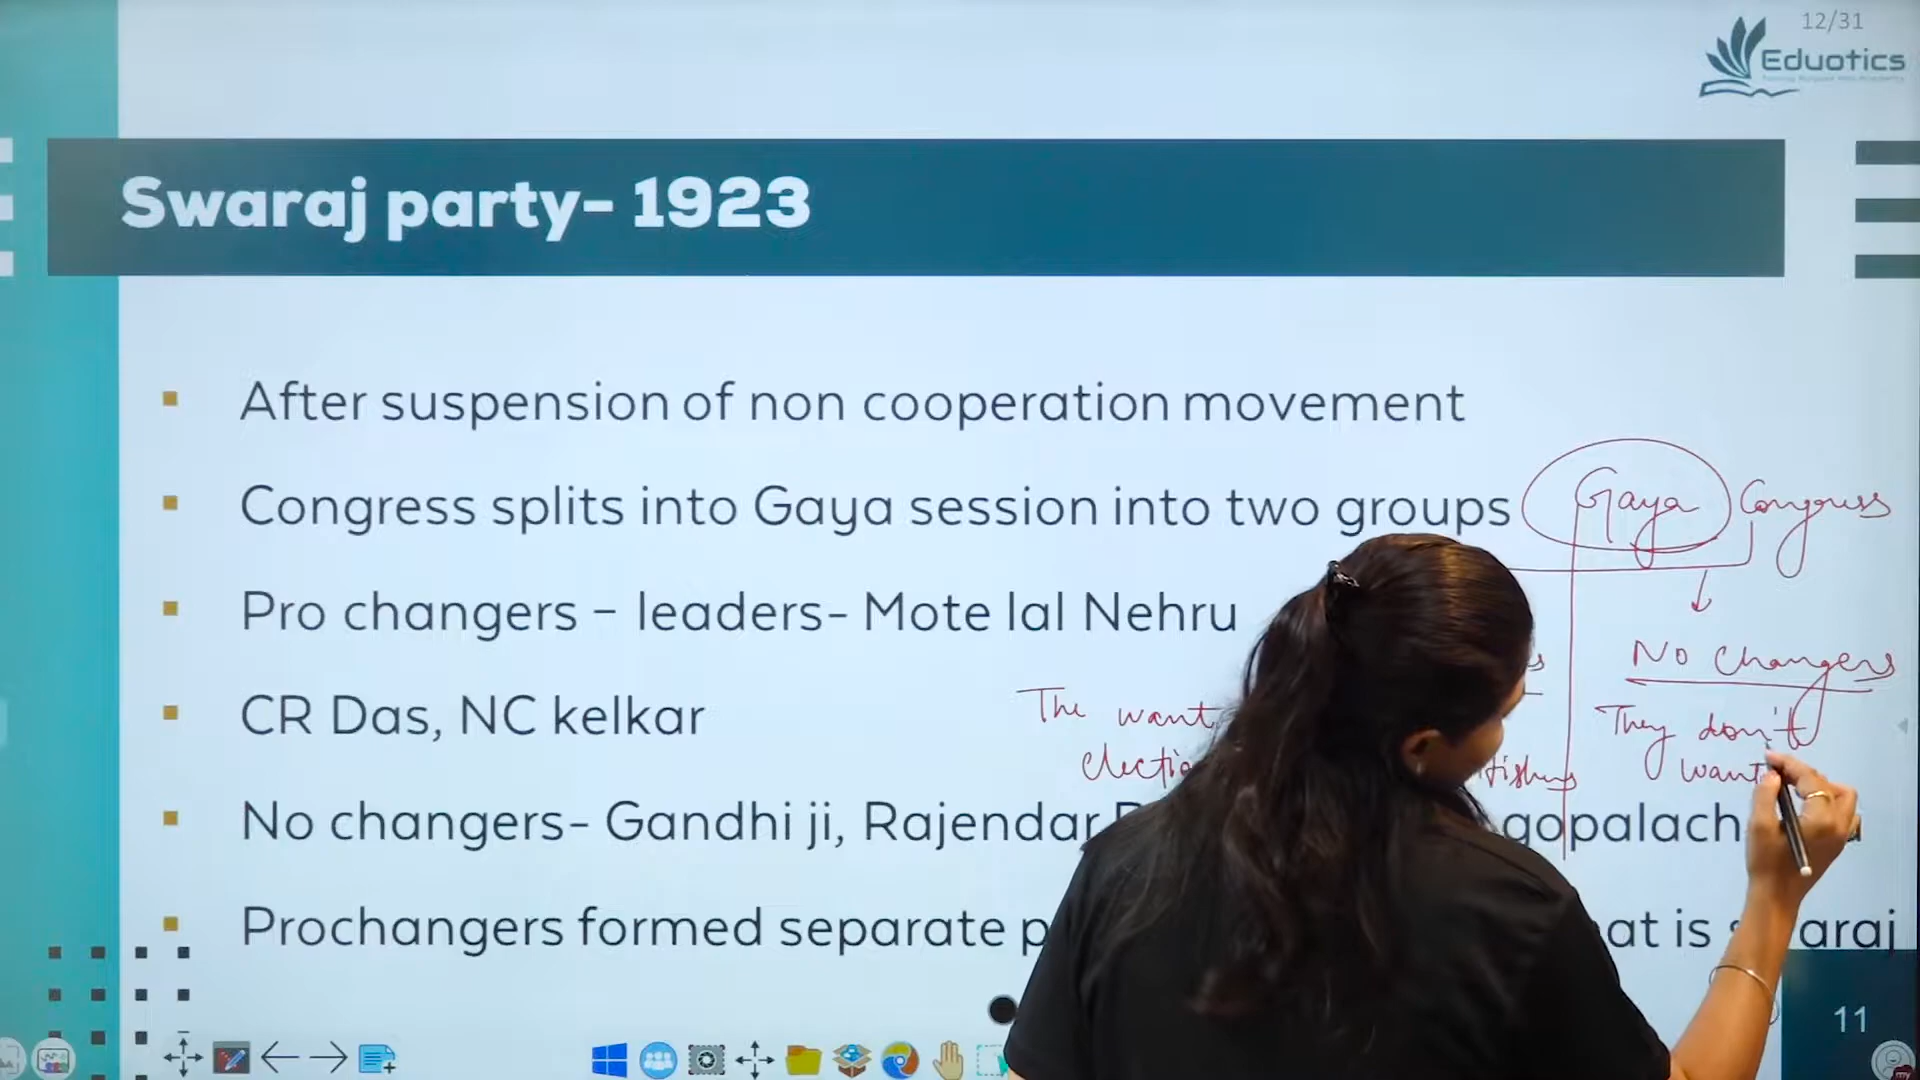 12/31
Eduotics
Swaraj party- 1923
After suspension of non cooperation movement
Congress splits into Gaya session into two groups
Gaya Congress
Pro changers - leaders- Mote lal Nehru
No changers
CR Das, NC kelkar
The want
They don't
electio
want
No changers- Gandhi ji, Rajendar gopalach
Prochangers formed separate p at is araj
11